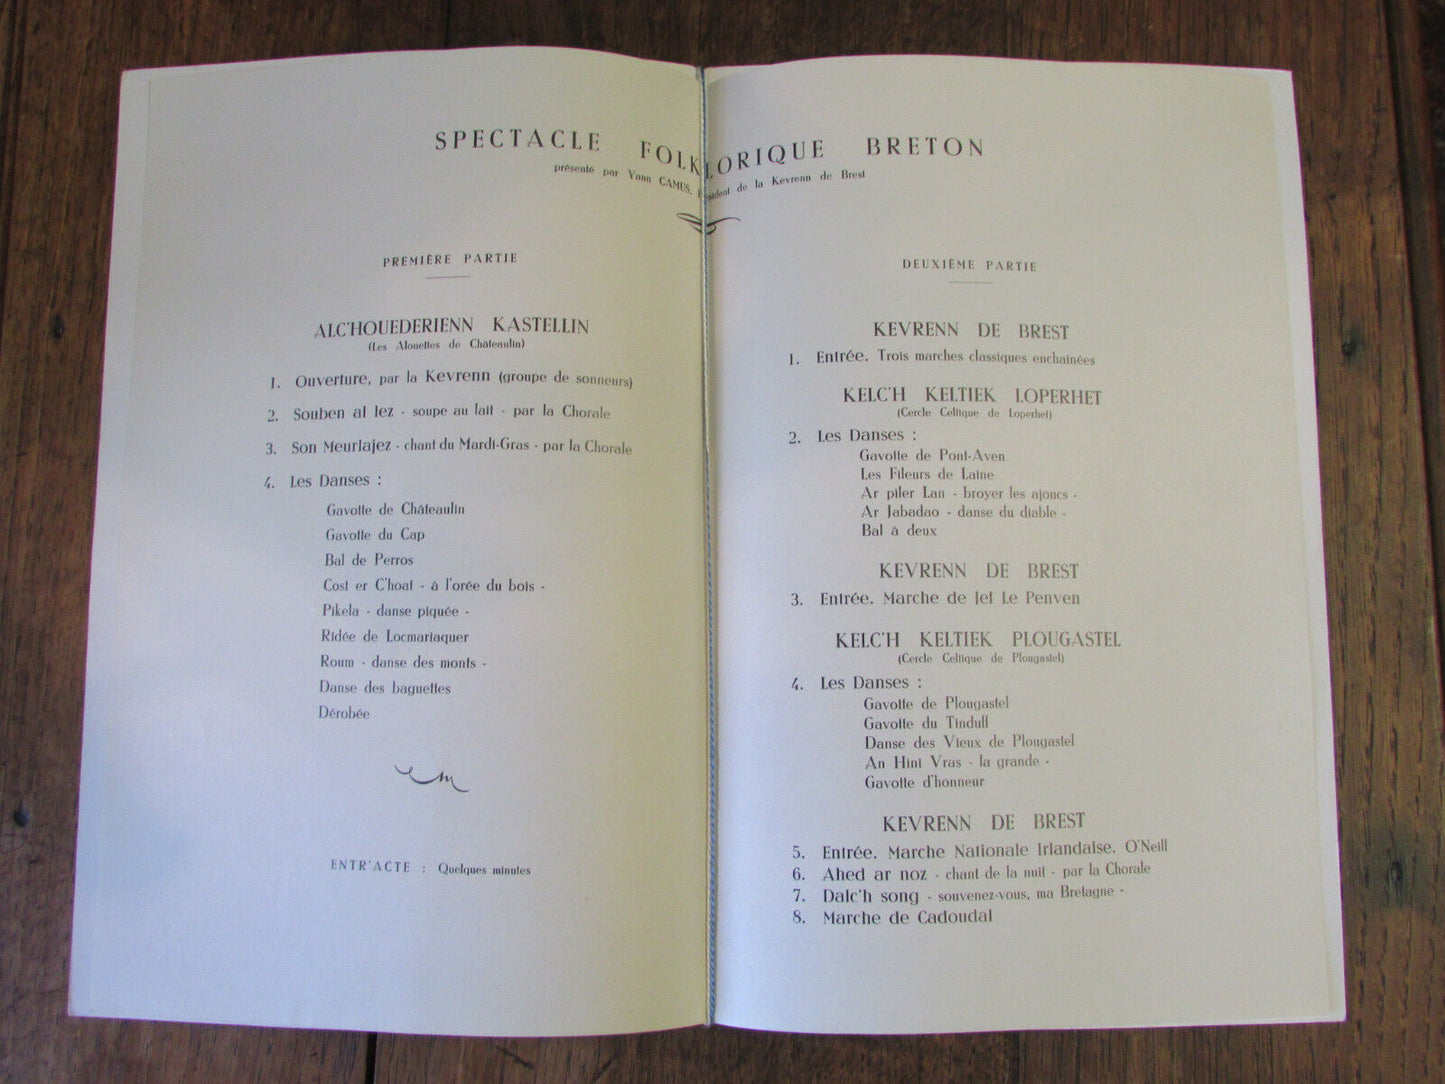 SPECTACLE FOLKLORIQUE BRETON
présenté par Yann CAMUS, Président de la Kevrenn de Brest
PREMIÈRE PARTIE
ALC'HOUEDERIENN KASTELLIN
(Les Alouettes de Châteaulin)
1. Ouverture, par la Kevrenn (groupe de sonneurs)
2. Souben al lez - soupe au lait - par la Chorale
3. Son Meurlajez - chant du Mardi-Gras - par la Chorale
4. Les Danses :
Gavotte de Châteaulin
Gavotte du Cap
Bal de Perros
Cost er C'hoat - à l'orée du bois -
Pikela - danse piquée -
Ridée de Locmariaquer
Roum - danse des monts -
Danse des baguettes
Dérobée
ENTR'ACTE : Quelques minutes
DEUXIÈME PARTIE
KEVRENN DE BREST
1. Entrée. Trois marches classiques enchaînées
KELC'H KELTIEK LOPERHET
(Cercle Celtique de Loperhet)
2. Les Danses :
Gavotte de Pont-Aven
Les Fileurs de Laine
Ar piler Lan - broyer les ajoncs -
Ar Jabadao - danse du diable -
Bal à deux
KEVRENN DE BREST
3. Entrée. Marche de Jef Le Penven
KELC'H KELTIEK PLOUGASTEL
(Cercle Celtique de Plougastel)
4. Les Danses :
Gavotte de Plougastel
Gavotte du Tindull
Danse des Vieux de Plougastel
An Hini Vras - la grande -
Gavotte d'honneur
KEVRENN DE BREST
5. Entrée. Marche Nationale Irlandaise. O'Neill
6. Ahed ar noz - chant de la nuit - par la Chorale
7. Dalc'h song - souvenez-vous, ma Bretagne -
8. Marche de Cadoudal